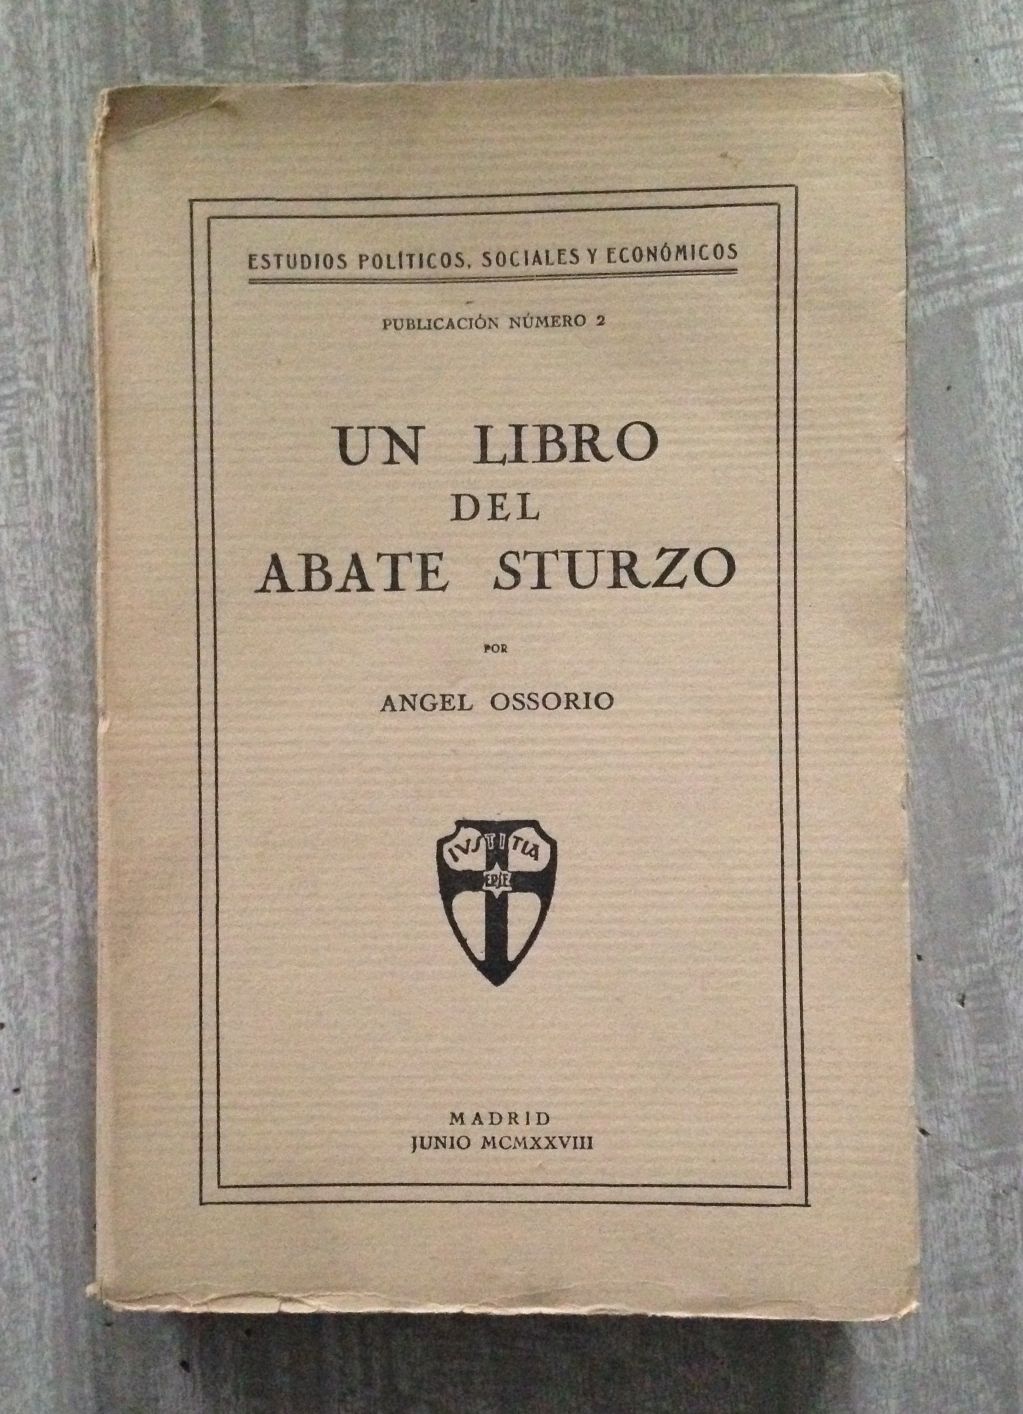 ESTUDIOS POLÍTICOS, SOCIALES Y ECONÓMICOS
PUBLICACIÓN NÚMERO 2
UN LIBRO
DEL
ABATE STURZO
POR
ANGEL OSSORIO
IVSTITIA
EPSE
MADRID
JUNIO MCMXXVIII